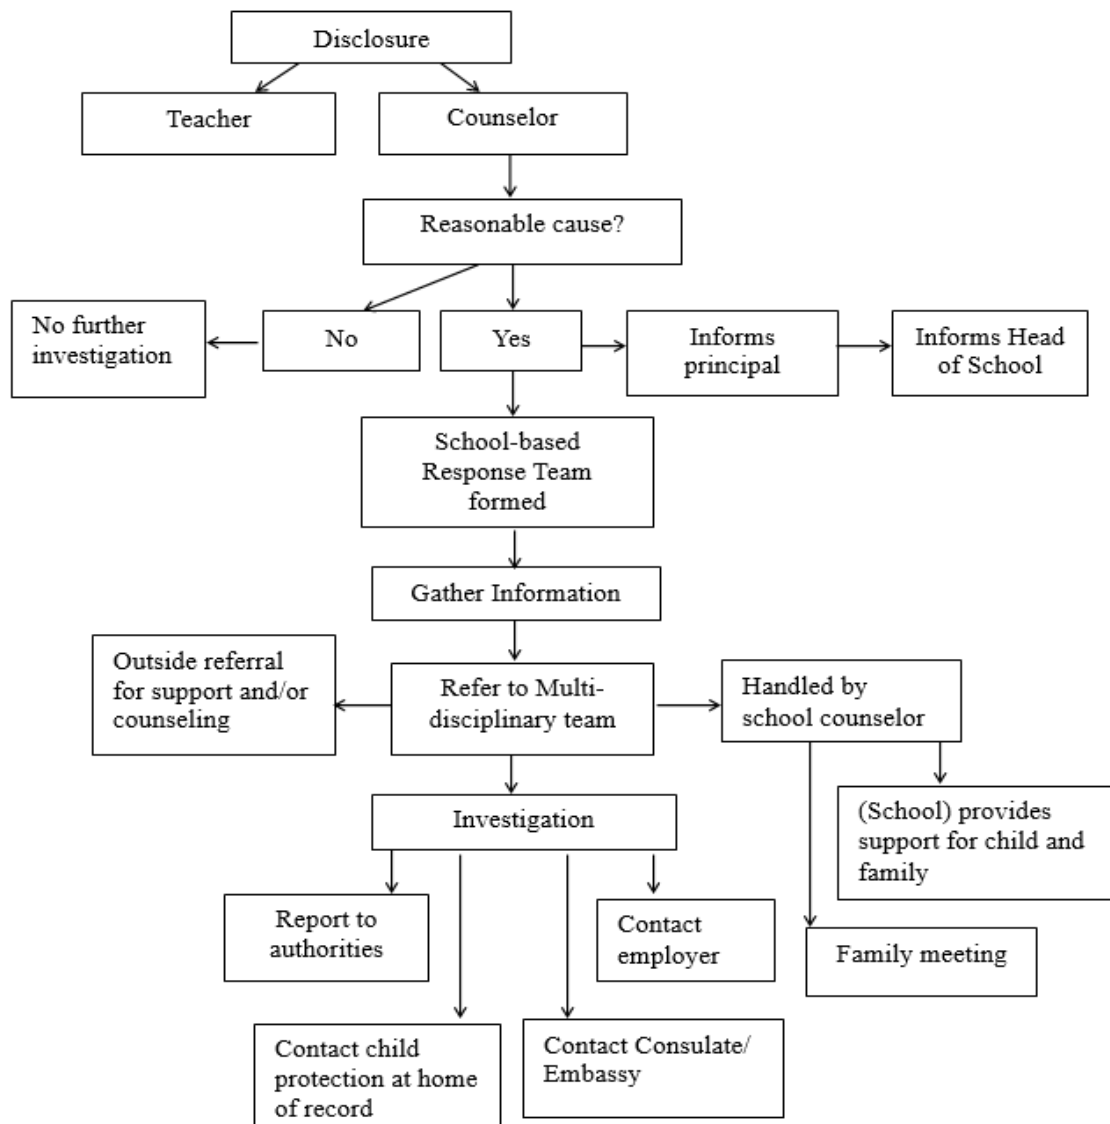 Disclosure
Teacher
Counselor
Reasonable cause?
No further
investigation
No
Yes
Informs
principal
Informs Head
of School
School-based
Response Team
formed
Gather Information
Outside referral
for support and/or
counseling
Refer to Multi-
disciplinary team
Handled by
school counselor
Investigation
(School) provides
support for child and
family
Report to
authorities
Contact
employer
Family meeting
Contact child
protection at home
of record
Contact Consulate/
Embassy